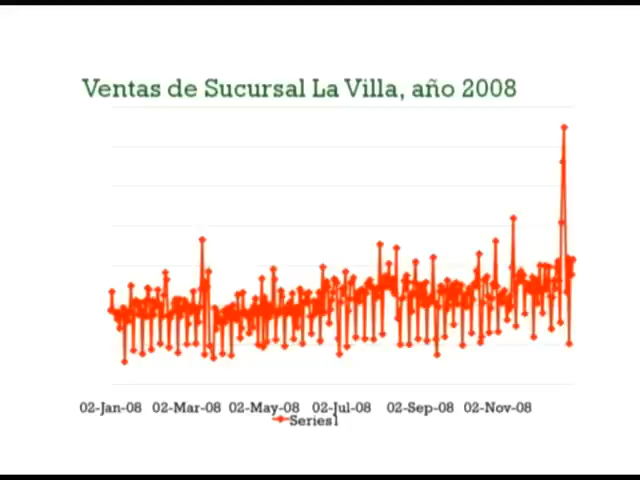 Ventas de Sucursal La Villa, año 2008
02-Jan-08 02-Mar-08 02-May-08 02-Jul-08 02-Sep-08 02-Nov-08
Series1